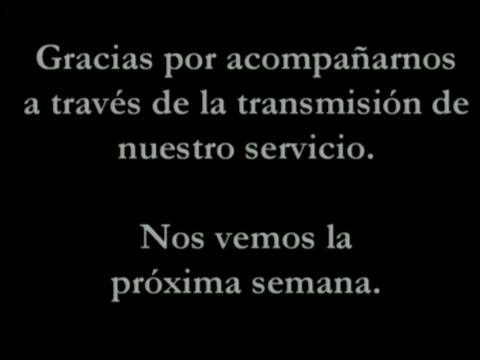 Gracias por acompañarnos
a través de la transmisión de
nuestro servicio.
Nos vemos la
próxima semana.